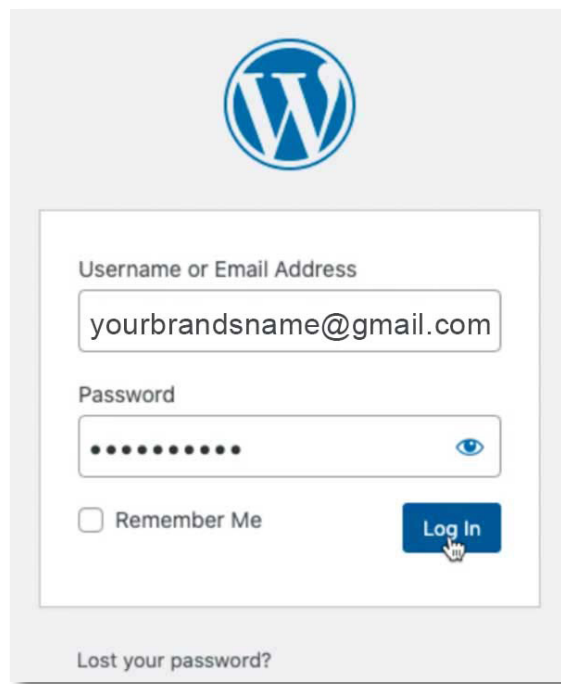 Username or Email Address
yourbrandsname@gmail.com
Password
Remember Me
Log In
Lost your password?